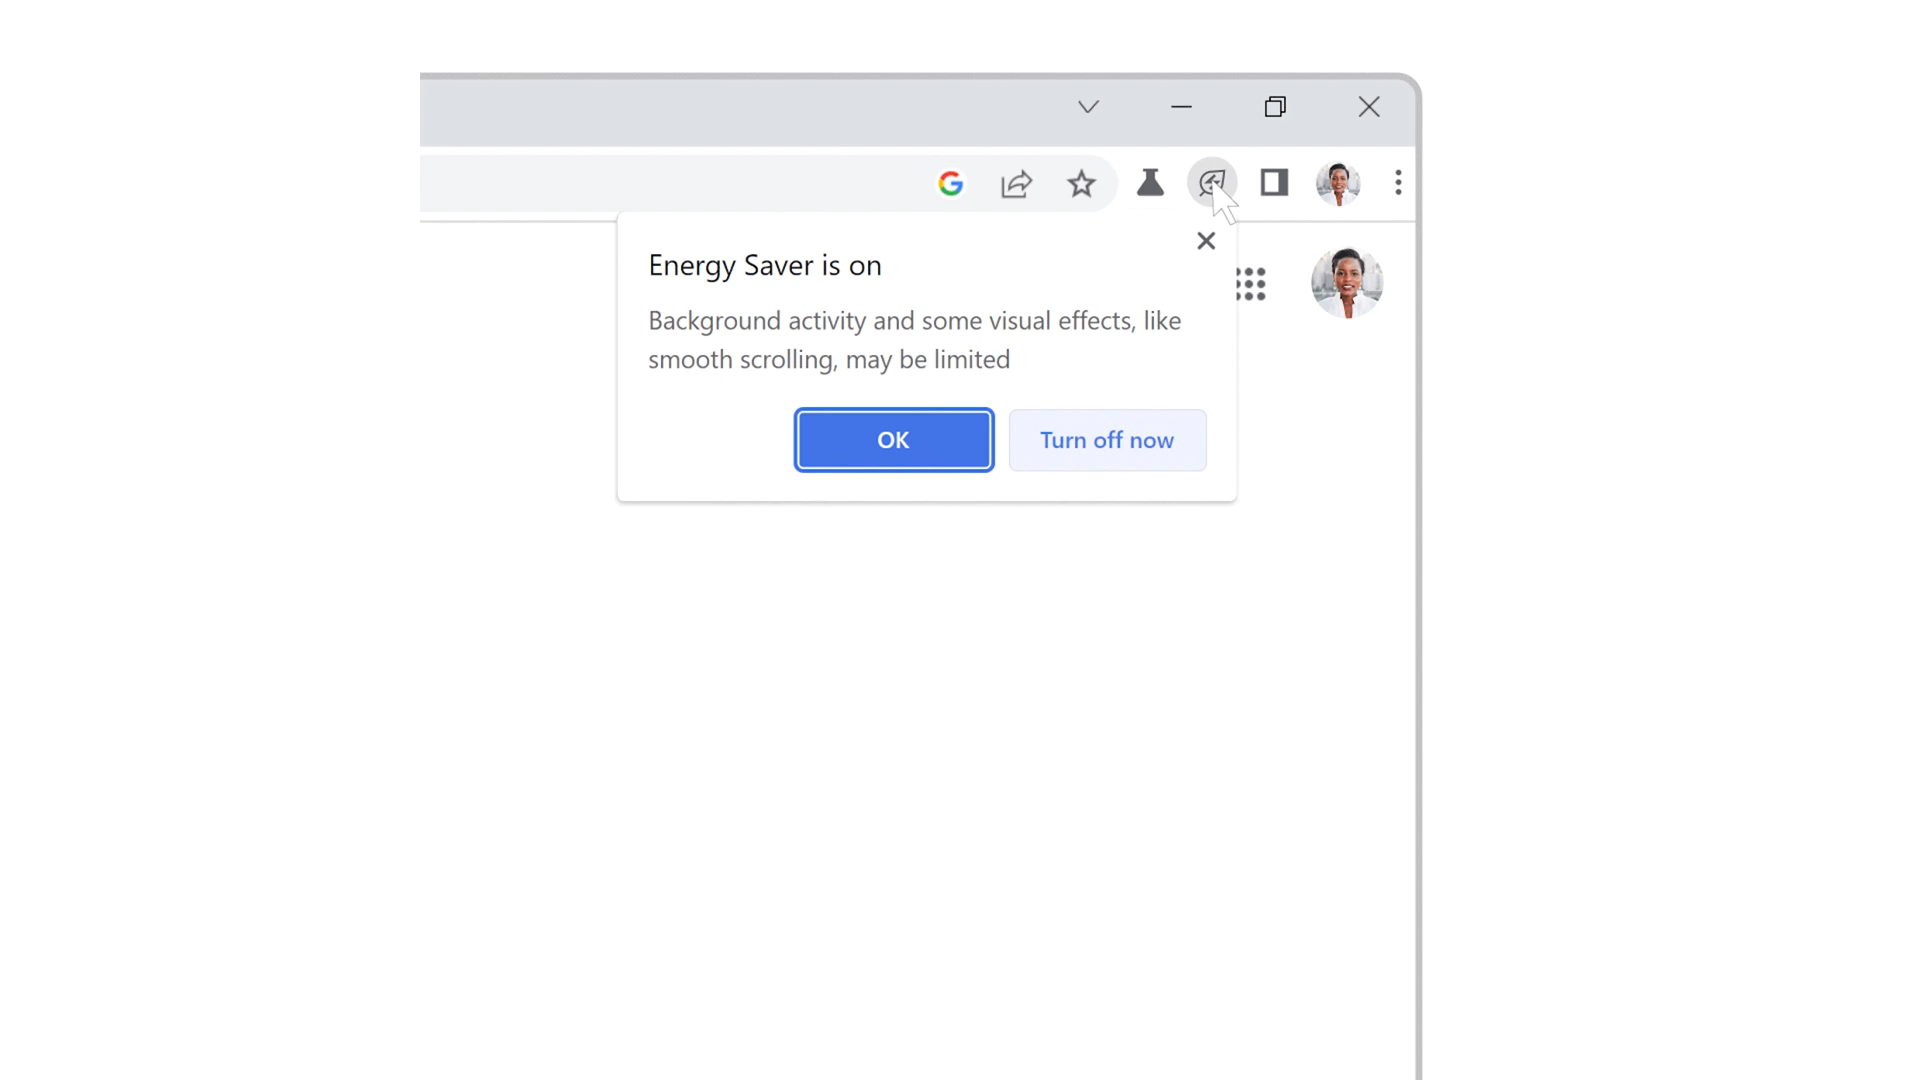 Energy Saver is on
Background activity and some visual effects, like
smooth scrolling, may be limited
OK
Turn off now